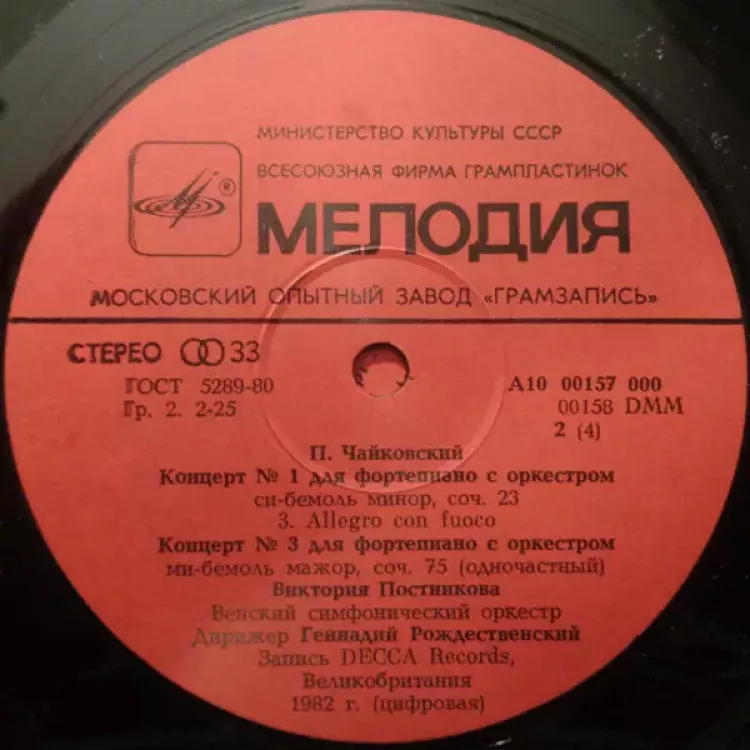 МИНИСТЕРСТВО КУЛЬТУРЫ СССР
ВСЕСОЮЗНАЯ ФИРМА ГРАМПЛАСТИНОК
®
МЕЛОДИЯ
МОСКОВСКИЙ ОПЫТНЫЙ ЗАВОД «ГРАМЗАПИСЬ»
СТЕРЕО 33
ГОСТ 5289-80
Гр. 2. 2-25
А10 00157 000
00158 DMM
2 (4)
П. Чайковский
Концерт № 1 для фортепиано с оркестром
си-бемоль минор, соч. 23
3. Allegro con fuoco
Концерт № 3 для фортепиано с оркестром
ми-бемоль мажор, соч. 75 (одночастный)
Виктория Постникова
Венский симфонический оркестр
Дирижер Геннадий Рождественский
Запись DECCA Records,
Великобритания
1982 г. (цифровая)